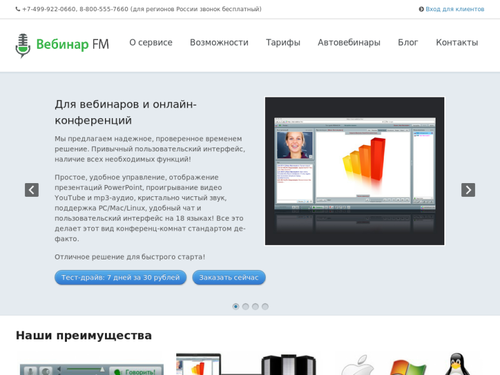 +7-499-922-0660, 8-800-555-7660 (для регионов России звонок бесплатный)
Вход для клиентов
Вебинар FM
О сервисе Возможности Тарифы Автовебинары Блог Контакты
Для вебинаров и онлайн-
конференций
Мы предлагаем надежное, проверенное временем
решение. Привычный пользовательский интерфейс,
наличие всех необходимых функций!
Простое, удобное управление, отображение
презентаций PowerPoint, проигрывание видео
YouTube и mp3-аудио, кристально чистый звук,
поддержка PC/Mac/Linux, удобный чат и
пользовательский интерфейс на 18 языках! Все это
делает этот вид конференц-комнат стандартом де-
факто.
Отличное решение для быстрого старта!
Тест-драйв: 7 дней за 30 рублей
Заказать сейчас
Наши преимущества
Говорить!